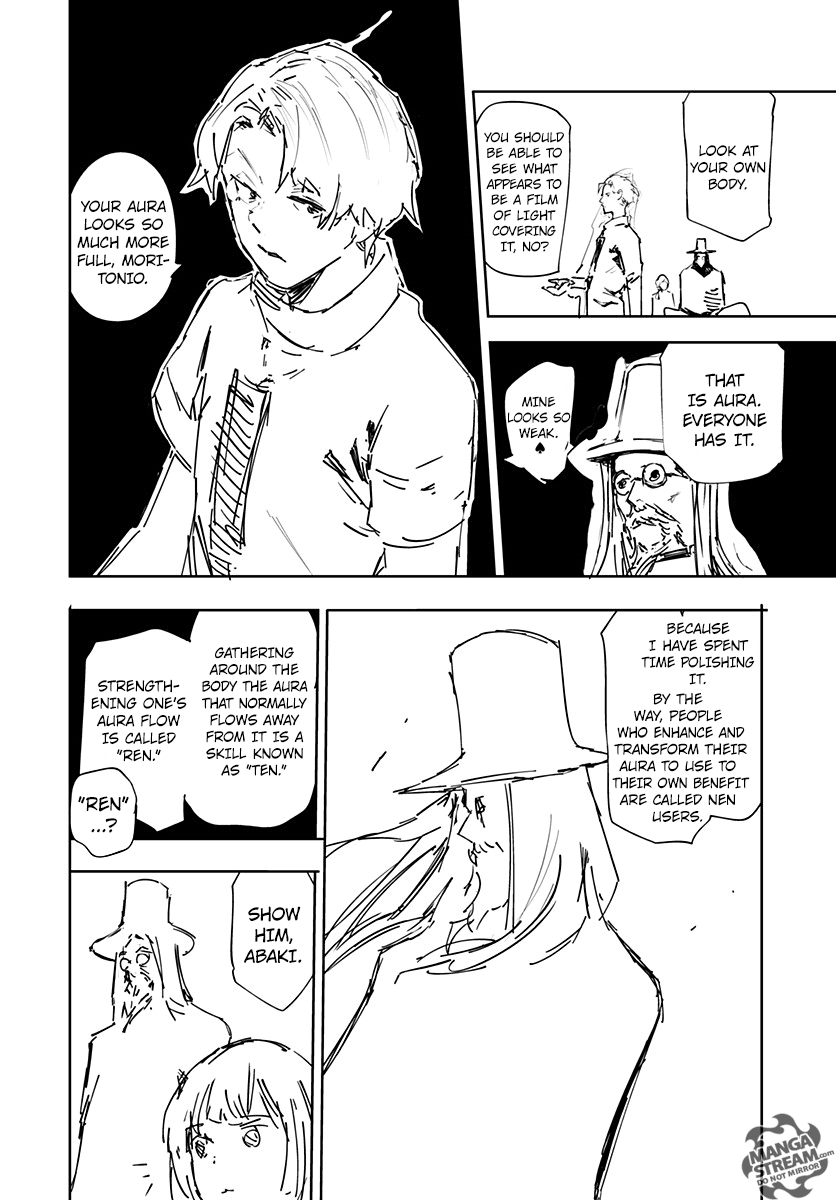 LOOK AT
YOUR OWN
BODY.
YOU SHOULD
BE ABLE TO
SEE WHAT
APPEARS TO
BE A FILM
OF LIGHT
COVERING
IT, NO?
THAT
IS AURA.
EVERYONE
HAS IT.
MINE
LOOKS SO
WEAK.
♠
YOUR AURA
LOOKS SO
MUCH MORE
FULL, MORI-
TONIO.
BECAUSE
I HAVE SPENT
TIME POLISHING
IT.
BY THE
WAY, PEOPLE
WHO ENHANCE AND
TRANSFORM THEIR
AURA TO USE TO
THEIR OWN BENEFIT
ARE CALLED NEN
USERS.
GATHERING
AROUND THE
BODY THE AURA
THAT NORMALLY
FLOWS AWAY
FROM IT IS A
SKILL KNOWN
AS "TEN."
STRENGTH-
ENING ONE'S
AURA FLOW
IS CALLED
"REN."
"REN"
...?
SHOW
HIM,
ABAKI.
MANGA
STREAM.com
DO NOT MIRROR